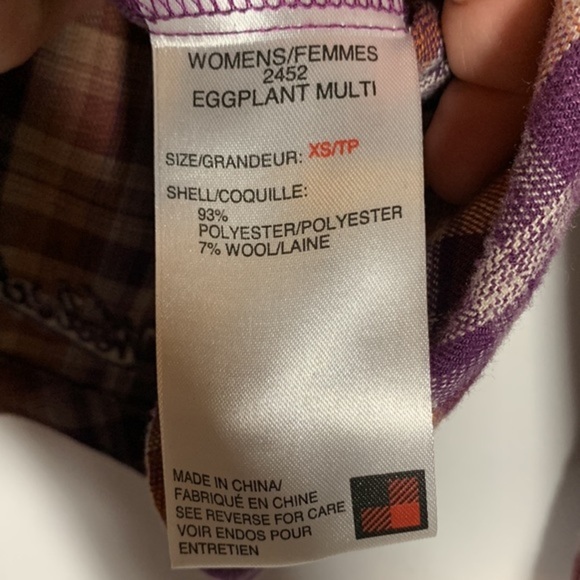 WOMENS/FEMMES
2452
EGGPLANT MULTI
SIZE/GRANDEUR: XS/TP
SHELL/COQUILLE:
93%
POLYESTER/POLYESTER
7% WOOL/LAINE
MADE IN CHINA/
FABRIQUÉ EN CHINE
SEE REVERSE FOR CARE
VOIR ENDOS POUR
ENTRETIEN